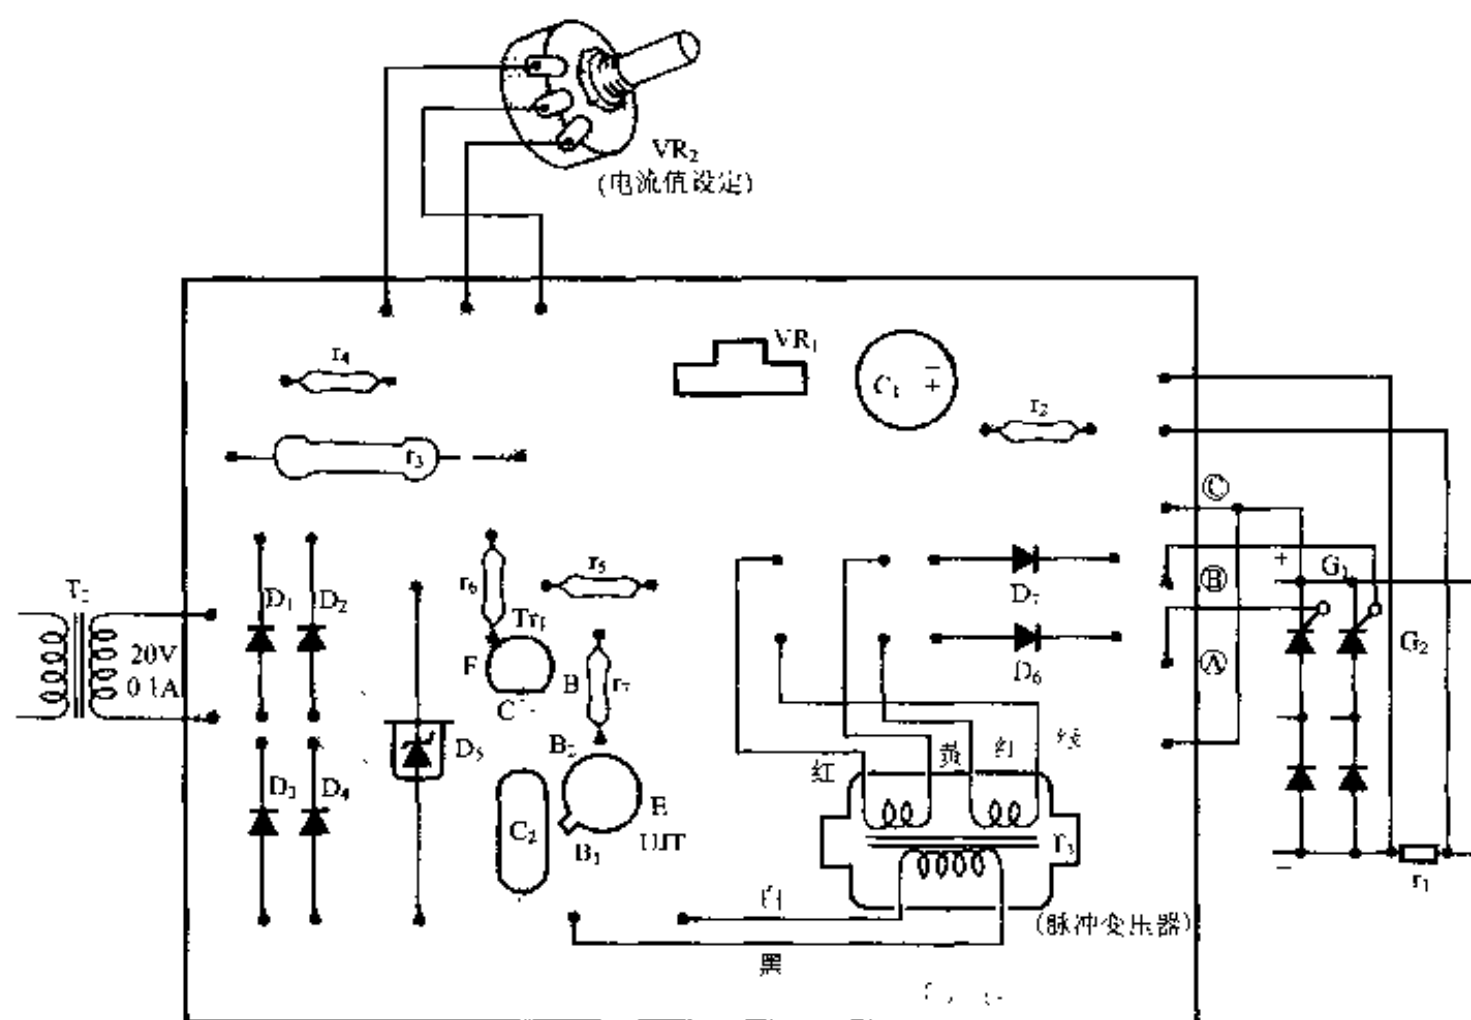 VR₂
(电流值设定)
VR₁
r₄
C₁
−
+
r₂
r₃
Ⓒ
r₆
r₅
+
G₁
T₂
D₁
D₂
Tr₁
D₇
Ⓑ
20V
0.1A
B
r₇
D₆
Ⓐ
G₂
C
B₂
D₅
红
黄
红
D₃
D₄
C₂
E
UJT
B₁
T₃
−
r₁
(脉冲变压器)
黑